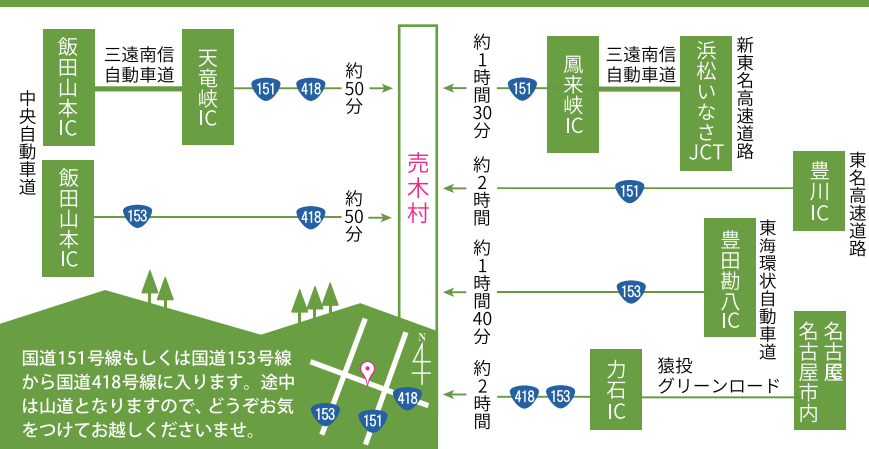 中央自動車道
飯田山本IC
三遠南信
自動車道
天竜峡IC
151
418
約50分
飯田山本IC
153
418
約50分
売木村
約1時間30分
151
鳳来峡IC
三遠南信
自動車道
浜松いなさJCT
新東名高速道路
約2時間
151
豊川IC
東名高速道路
約1時間40分
153
豊田勘八IC
東海環状自動車道
約2時間
418
153
力石IC
猿投
グリーンロード
名古屋
名古屋市内
国道151号線もしくは国道153号線
から国道418号線に入ります。途中
は山道となりますので、どうぞお気
をつけてお越しくださいませ。
N
153
151
418